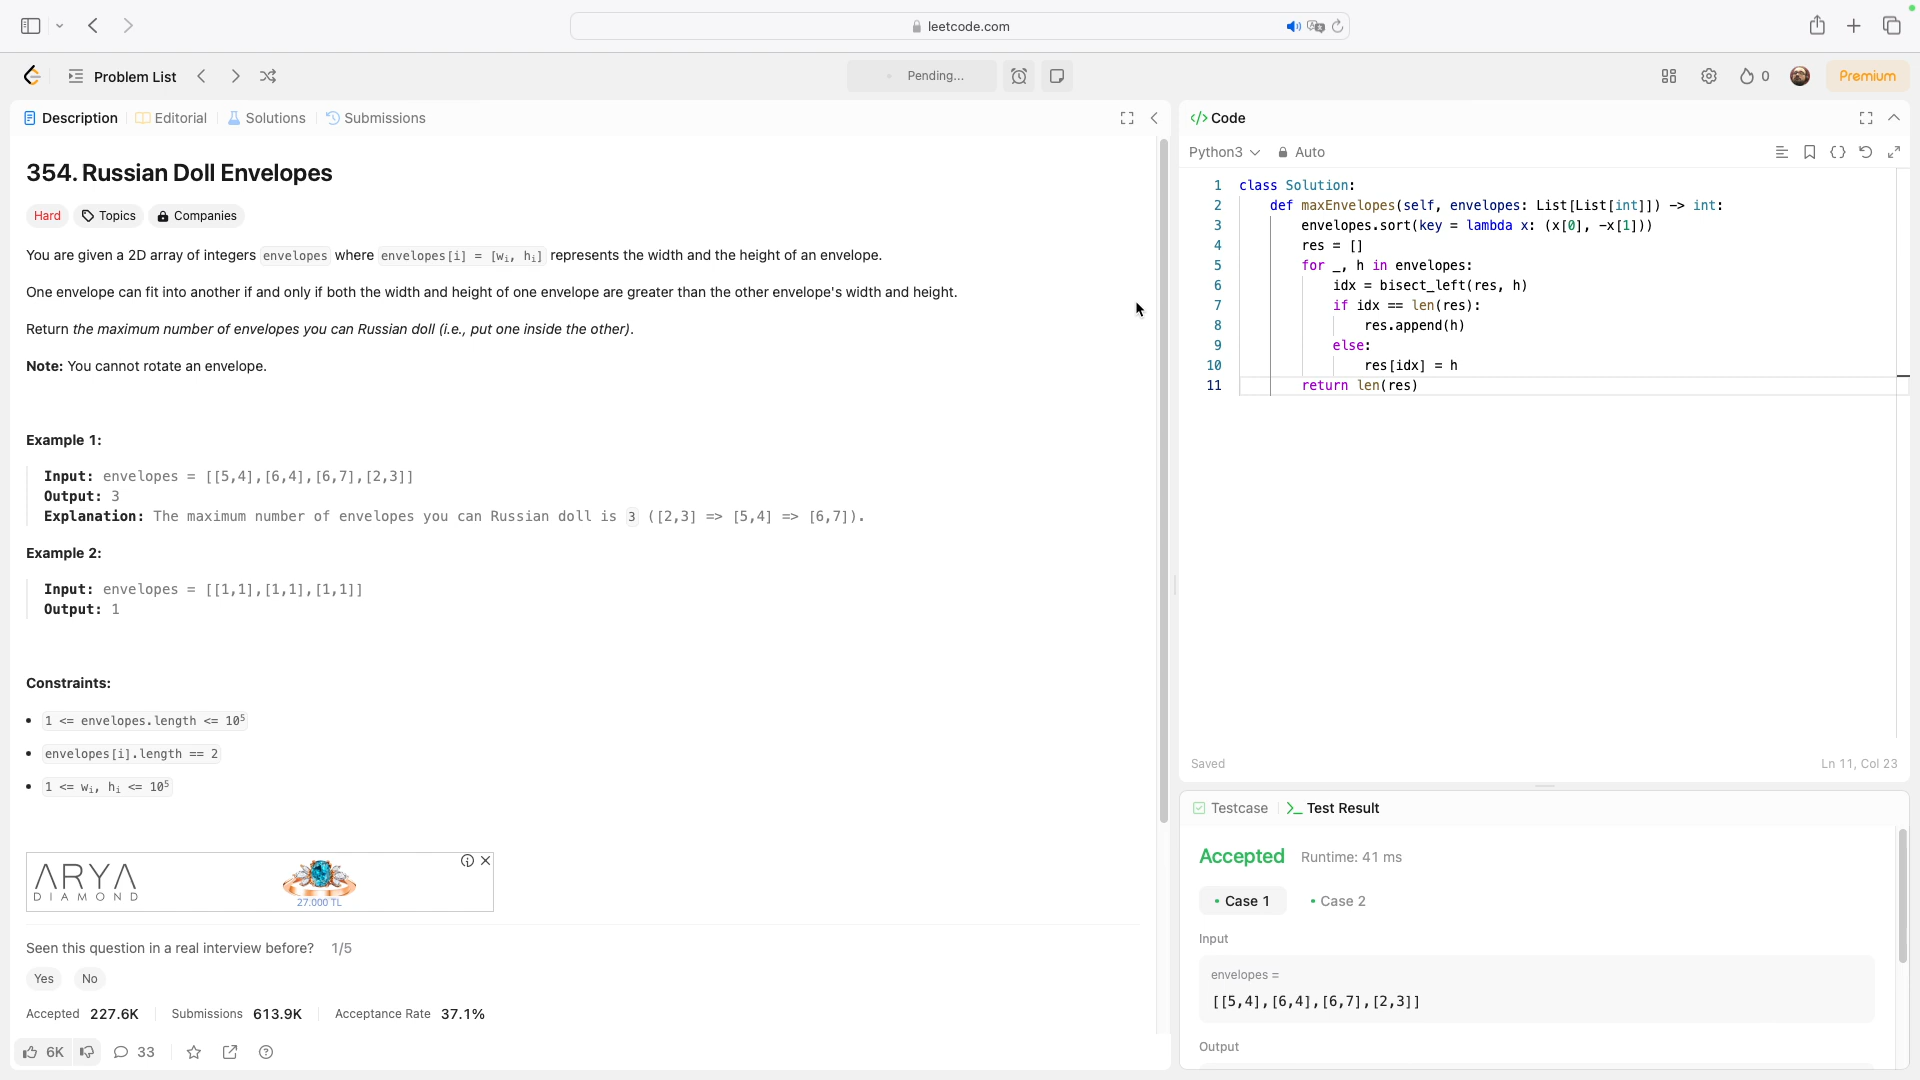 leetcode.com
Problem List
Pending...
0
Premium
Description
Editorial
Solutions
Submissions
354. Russian Doll Envelopes
Hard
Topics
Companies
You are given a 2D array of integers envelopes where envelopes[i] = [wi, hi] represents the width and the height of an envelope.
One envelope can fit into another if and only if both the width and height of one envelope are greater than the other envelope's width and height.
Return the maximum number of envelopes you can Russian doll (i.e., put one inside the other).
Note: You cannot rotate an envelope.
Example 1:
Input: envelopes = [[5,4],[6,4],[6,7],[2,3]]
Output: 3
Explanation: The maximum number of envelopes you can Russian doll is 3 ([2,3] => [5,4] => [6,7]).
Example 2:
Input: envelopes = [[1,1],[1,1],[1,1]]
Output: 1
Constraints:
1 <= envelopes.length <= 10⁵
envelopes[i].length == 2
1 <= wi, hi <= 10⁵
ARYA
DIAMOND
27.000 TL
Seen this question in a real interview before? 1/5
Yes
No
Accepted 227.6K
Submissions 613.9K
Acceptance Rate 37.1%
6K
33
</> Code
Python3
Auto
1 class Solution:
2 def maxEnvelopes(self, envelopes: List[List[int]]) -> int:
3 envelopes.sort(key = lambda x: (x[0], -x[1]))
4 res = []
5 for _, h in envelopes:
6 idx = bisect_left(res, h)
7 if idx == len(res):
8 res.append(h)
9 else:
10 res[idx] = h
11 return len(res)
Saved
Ln 11, Col 23
Testcase
Test Result
Accepted Runtime: 41 ms
Case 1
Case 2
Input
envelopes =
[[5,4],[6,4],[6,7],[2,3]]
Output